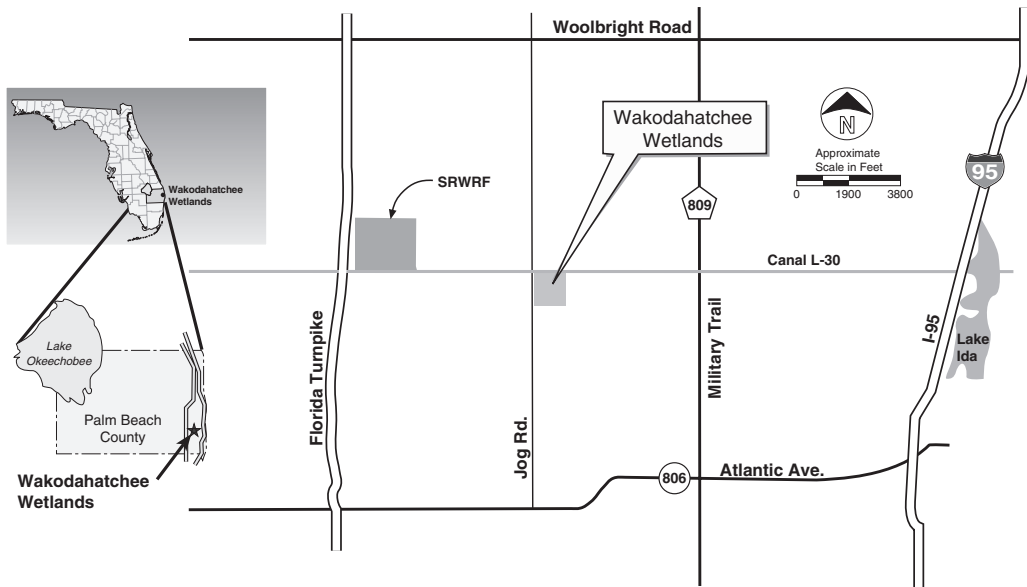 Woolbright Road
Wakodahatchee
Wetlands
N
Approximate
Scale in Feet
0 1900 3800
95
Wakodahatchee
Wetlands
SRWRF
809
Canal L-30
Florida Turnpike
Jog Rd.
Military Trail
I-95
Lake
Ida
Lake
Okeechobee
Palm Beach
County
Wakodahatchee
Wetlands
806
Atlantic Ave.